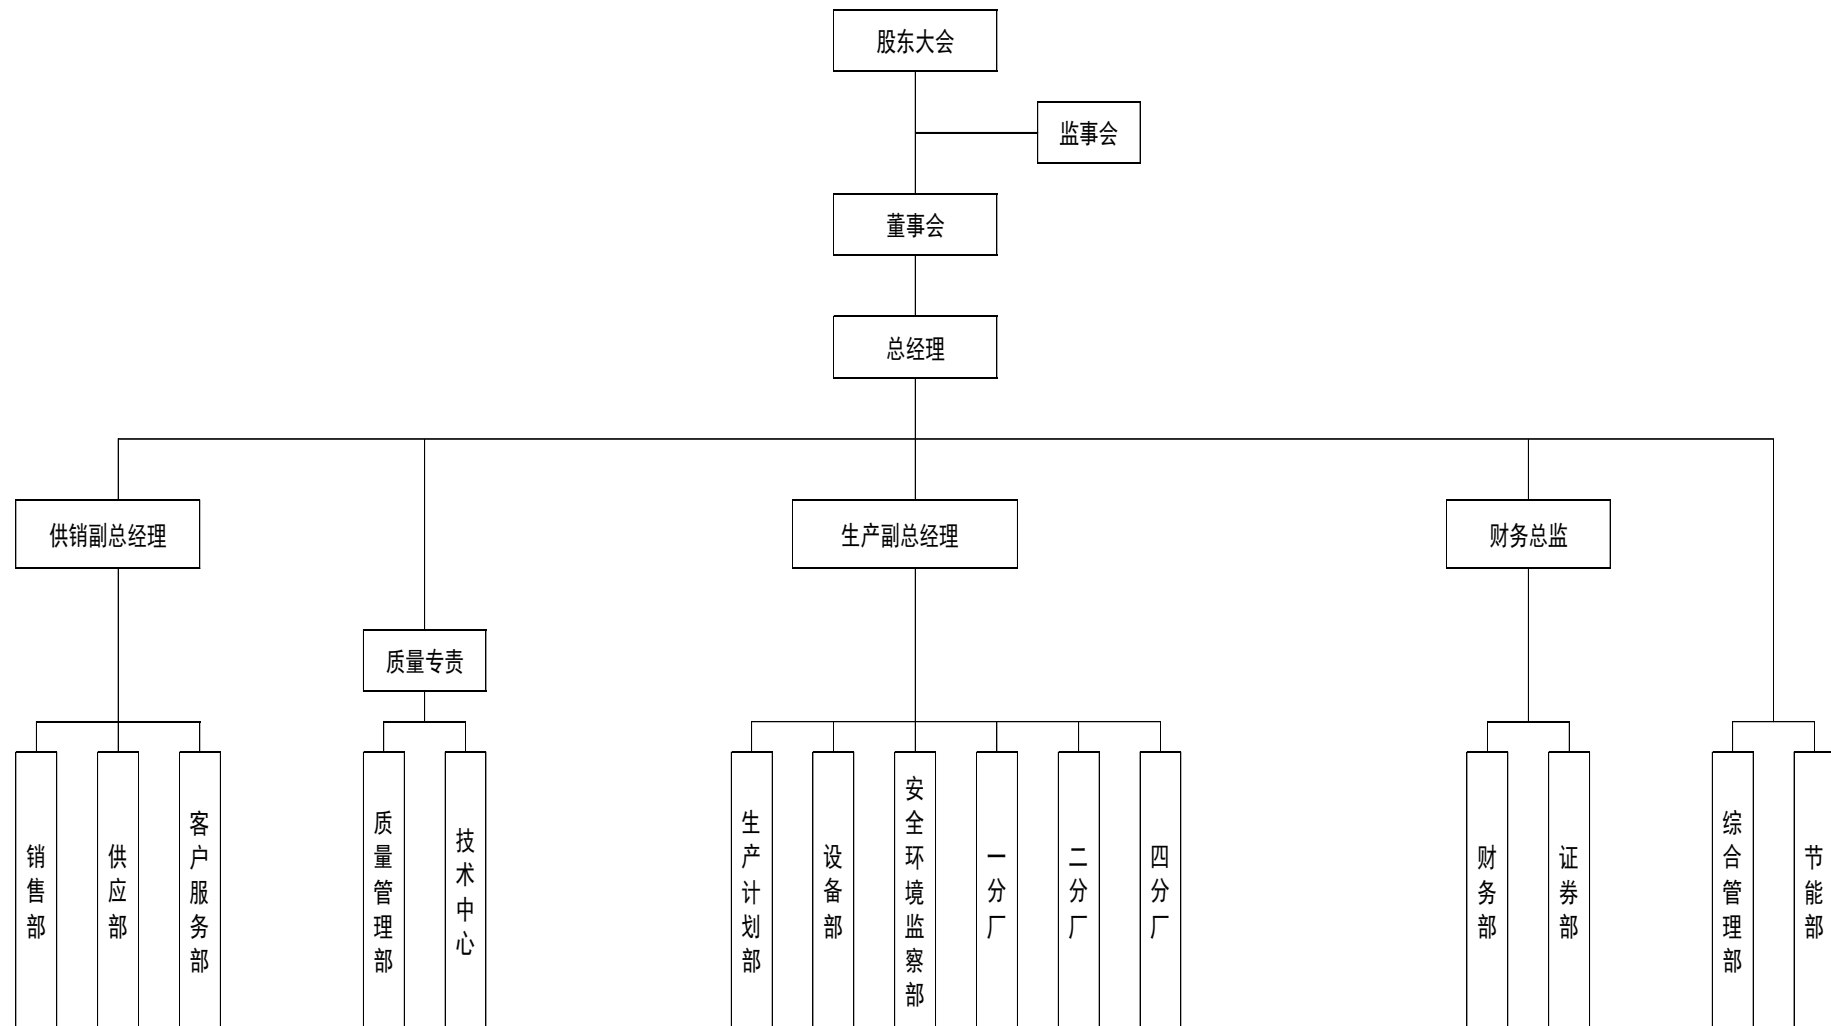 股东大会
监事会
董事会
总经理
供销副总经理
生产副总经理
财务总监
质量专责
销售部
供应部
客户服务部
质量管理部
技术中心
生产计划部
设备部
安全环境监察部
一分厂
二分厂
四分厂
财务部
证券部
综合管理部
节能部